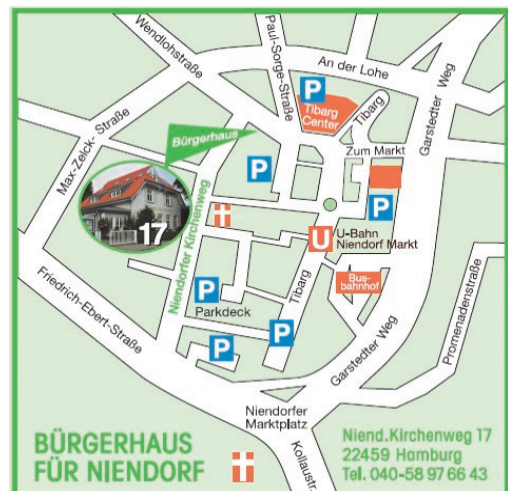 Wendlohstraße
Paul-Sorge-Straße
An der Lohe
Garstedter Weg
P
Tibarg
Center
Tibarg
Bürgerhaus
Max-Zelck-Straße
Zum Markt
P
17
P
U
U-Bahn
Niendorf Markt
Niendorfer Kirchenweg
Bus-
bahnhof
P
Parkdeck
Tibarg
Promenadenstraße
Friedrich-Ebert-Straße
P
P
Garstedter Weg
Niendorfer
Marktplatz
Kollaustr.
BÜRGERHAUS
FÜR NIENDORF
Niend.Kirchenweg 17
22459 Hamburg
Tel. 040-58 97 66 43